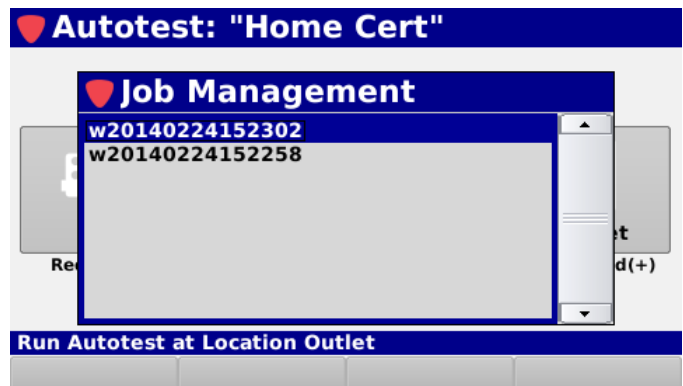 Autotest: "Home Cert"
Job Management
w20140224152302
w20140224152258
d(+)
Run Autotest at Location Outlet